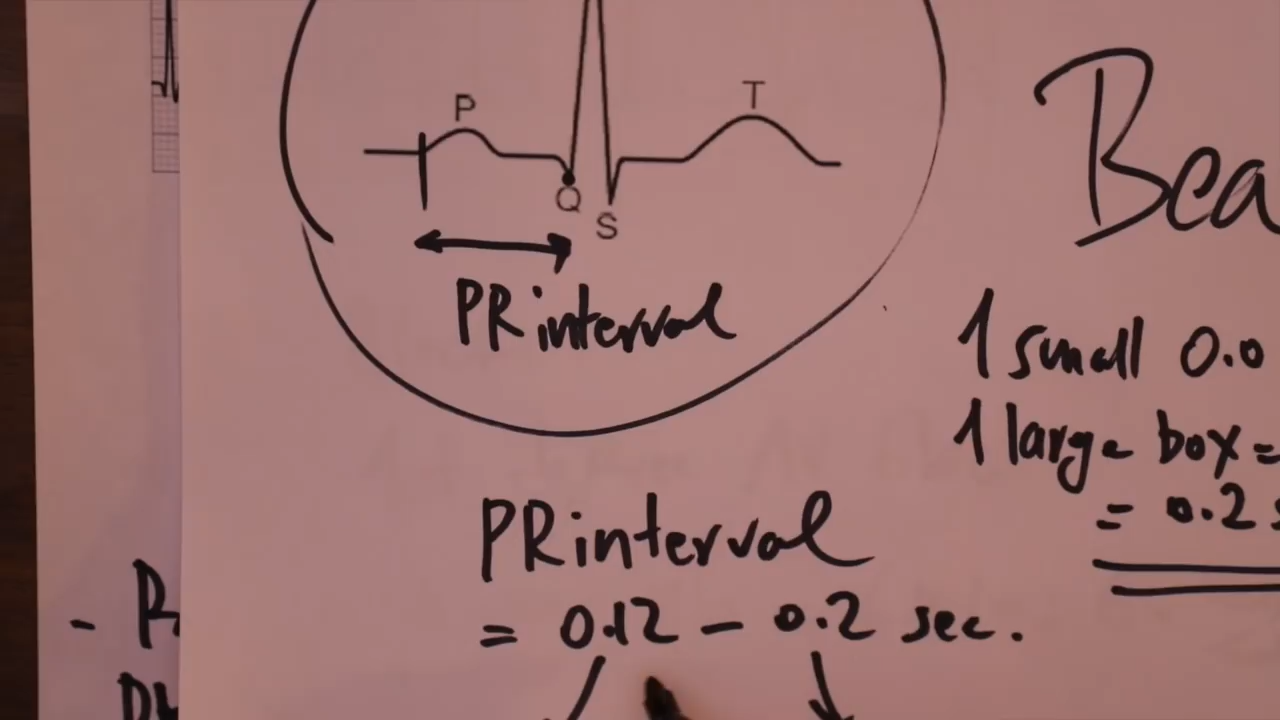 P
T
Q
S
PR interval
Bea
1 small 0.0
1 large box =
= 0.2 s
PR interval
= 0.12 - 0.2 sec.